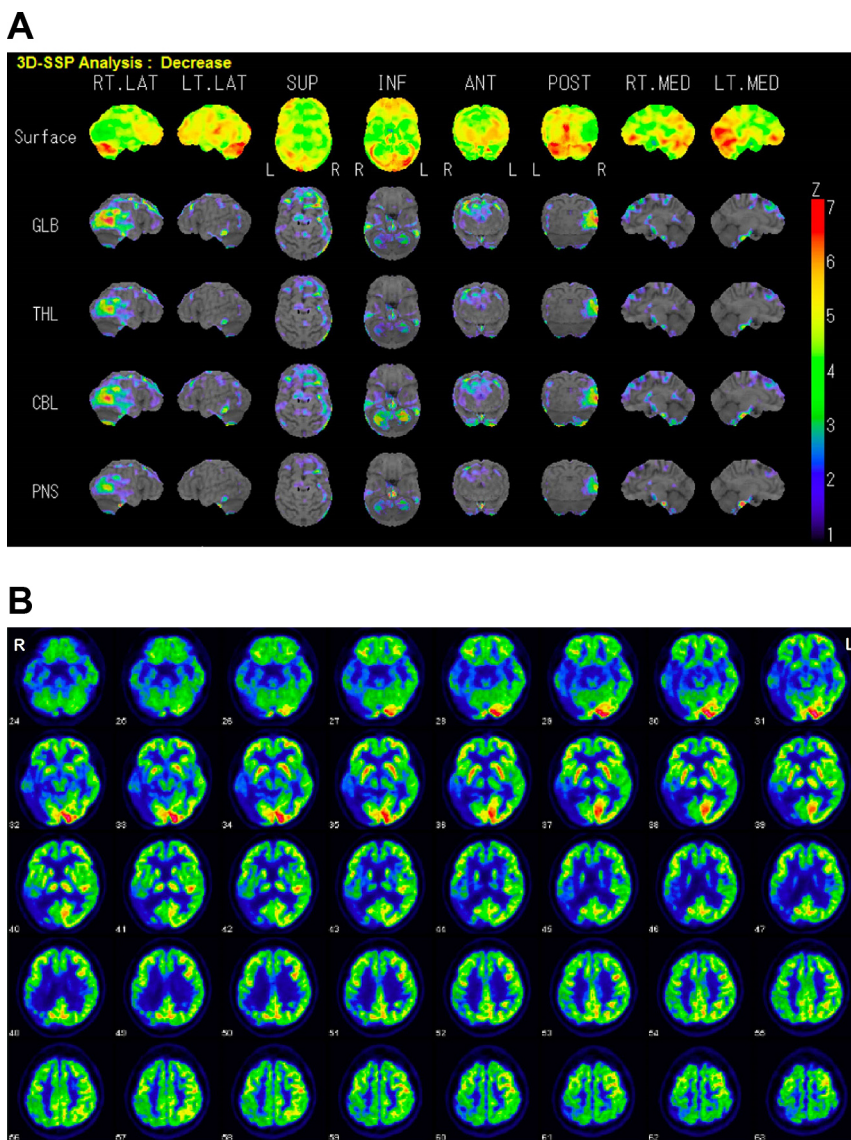 A
3D-SSP Analysis : Decrease
RT.LAT LT.LAT SUP INF ANT POST RT.MED LT.MED
Surface
L R R L R L L R
Z
GLB
7
6
THL
5
4
CBL
3
2
PNS
1
B
R L
24 25 26 27 28 29 30 31
32 33 34 35 36 37 38 39
40 41 42 43 44 45 46 47
48 49 50 51 52 53 54 55
56 57 58 59 60 61 62 63